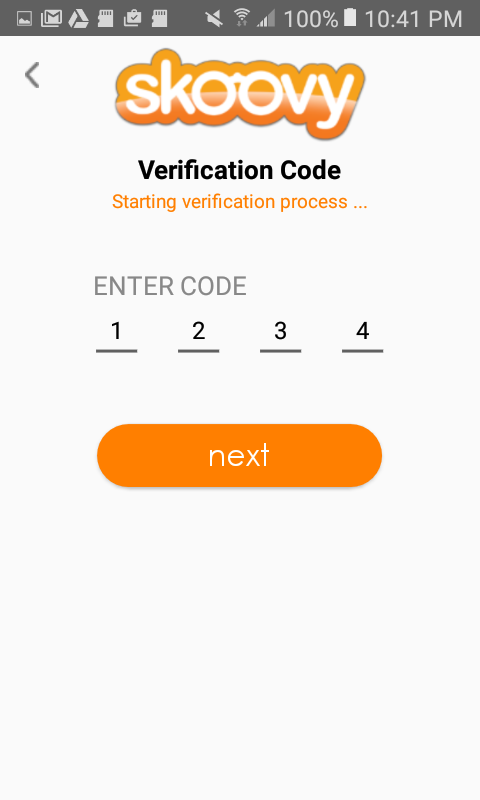 100% 10:41 PM
skoovy
Verification Code
Starting verification process ...
ENTER CODE
1 2 3 4
next